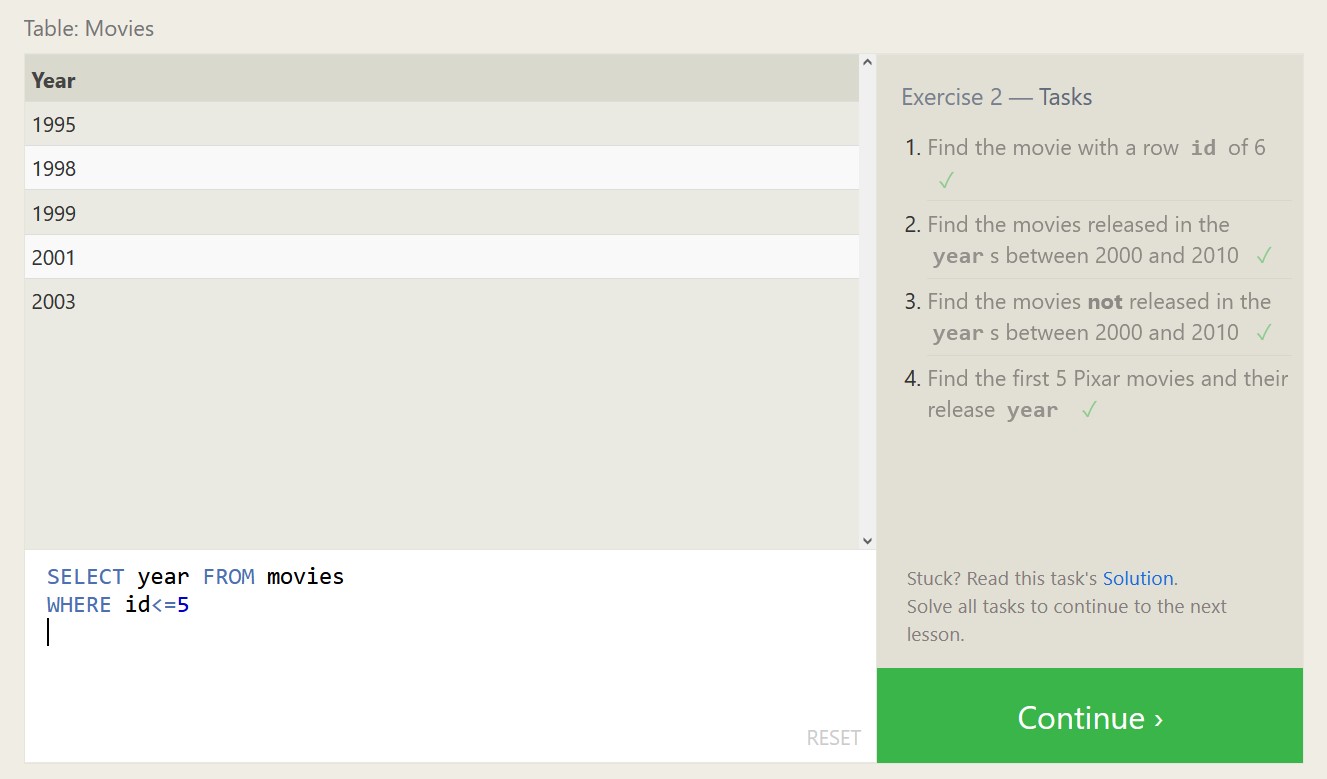 Table: Movies
Year
1995
1998
1999
2001
2003
SELECT year FROM movies
WHERE id<=5
RESET
Exercise 2 — Tasks
1. Find the movie with a row id of 6
✓
2. Find the movies released in the
year s between 2000 and 2010 ✓
3. Find the movies not released in the
year s between 2000 and 2010 ✓
4. Find the first 5 Pixar movies and their
release year ✓
Stuck? Read this task's Solution.
Solve all tasks to continue to the next
lesson.
Continue ›